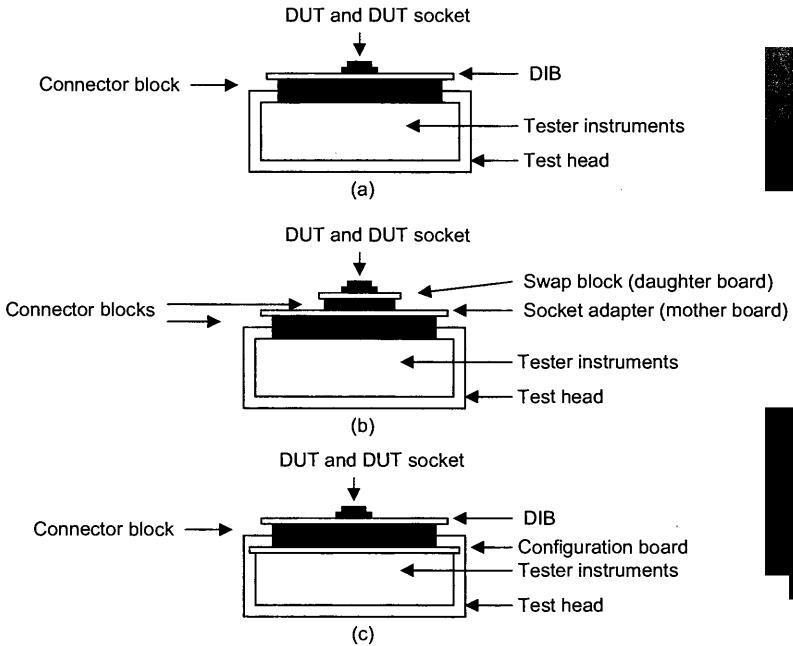 DUT and DUT socket
Connector block
DIB
Tester instruments
Test head
(a)
DUT and DUT socket
Swap block (daughter board)
Connector blocks
Socket adapter (mother board)
Tester instruments
Test head
(b)
DUT and DUT socket
Connector block
DIB
Configuration board
Tester instruments
Test head
(c)